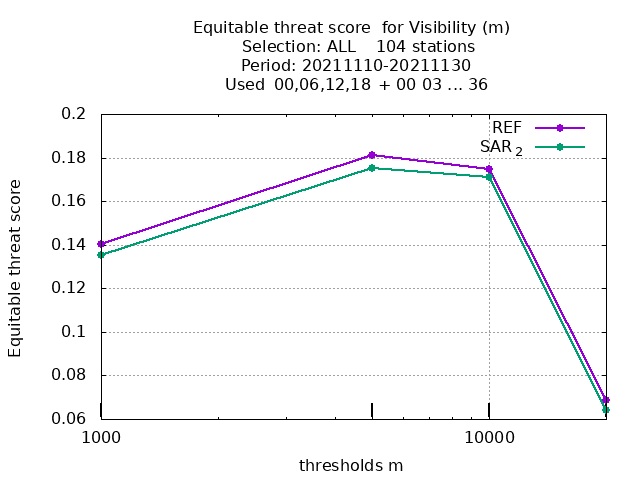 Equitable threat score  for Visibility (m)
Selection: ALL    104 stations
Period: 20211110-20211130
Used  00,06,12,18 + 00 03 ... 36
REF
SAR 2
0.2
0.18
0.16
0.14
0.12
0.1
0.08
0.06
Equitable threat score
1000
10000
thresholds m